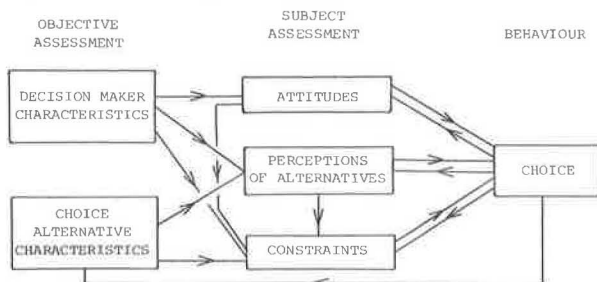 OBJECTIVE
ASSESSMENT
SUBJECT
ASSESSMENT
BEHAVIOUR
DECISION MAKER
CHARACTERISTICS
ATTITUDES
PERCEPTIONS
OF ALTERNATIVES
CHOICE
CHOICE
ALTERNATIVE
CHARACTERISTICS
CONSTRAINTS